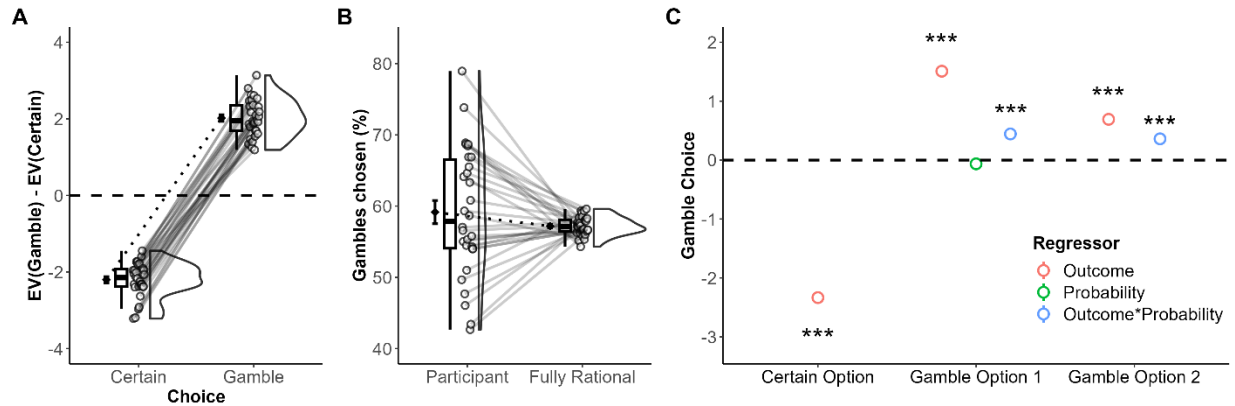 A
EV(Gamble) - EV(Certain)
4
2
0
-2
-4
Certain
Gamble
Choice
B
Gambles chosen (%)
80
70
60
50
40
Participant
Fully Rational
C
Gamble Choice
2
1
0
-1
-2
-3
***
***
***
***
***
Regressor
Outcome
Probability
Outcome*Probability
Certain Option
Gamble Option 1
Gamble Option 2